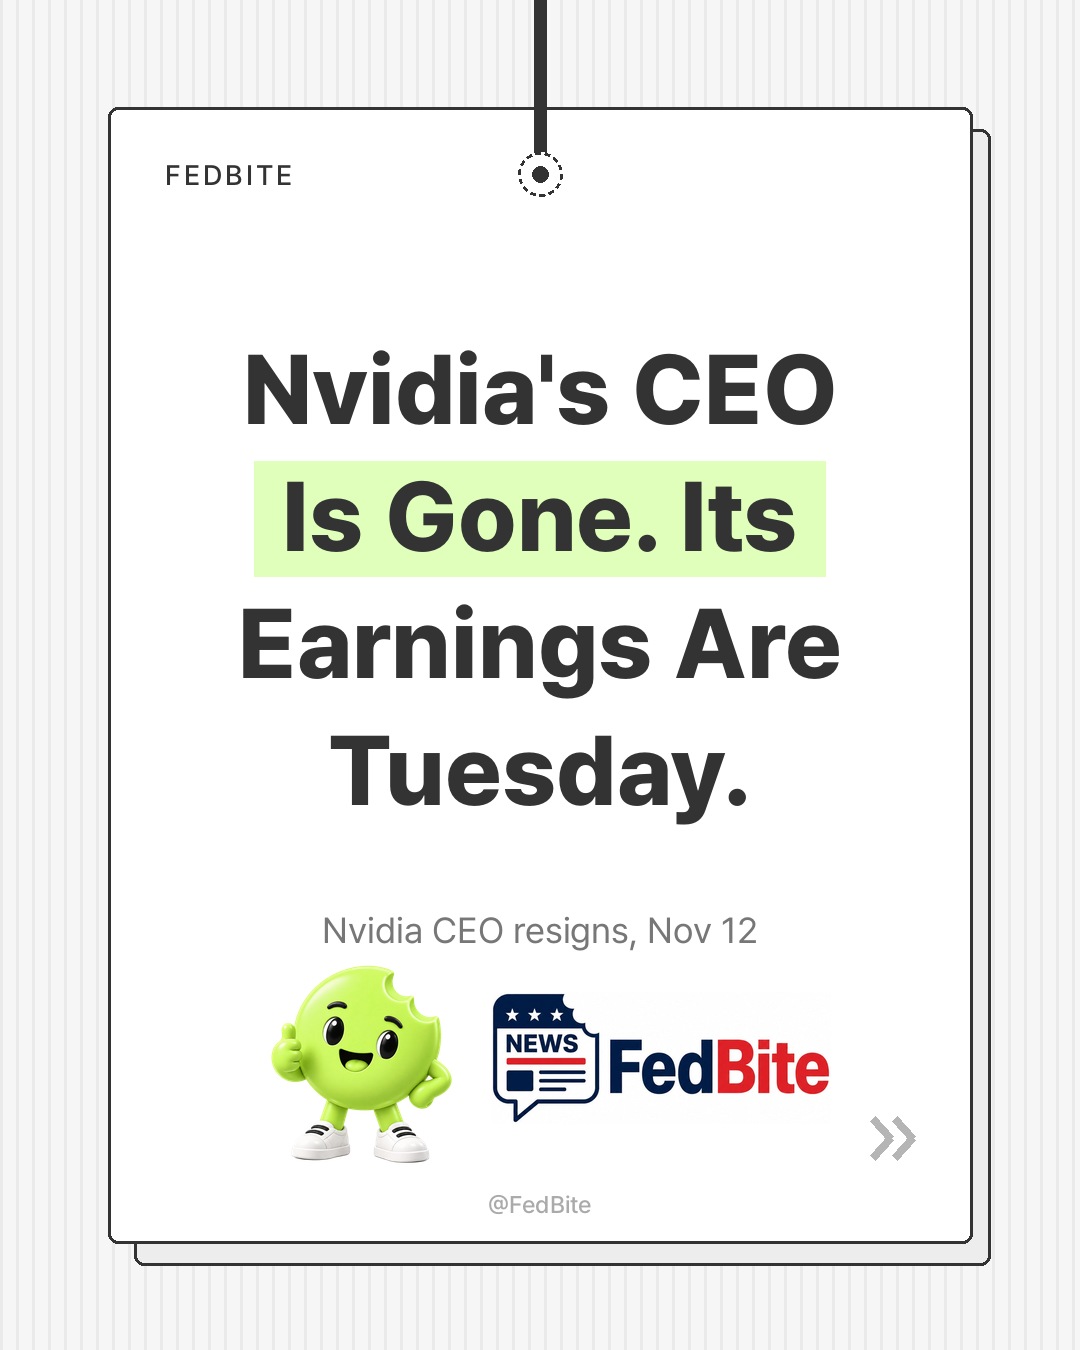 FEDBITE
Nvidia's CEO
Is Gone. Its
Earnings Are
Tuesday.
Nvidia CEO resigns, Nov 12
NEWS
FedBite
@FedBite